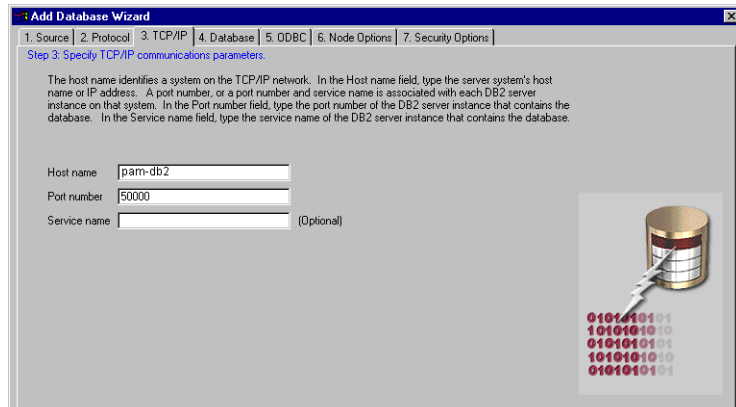 Add Database Wizard
1. Source 2. Protocol 3. TCP/IP 4. Database 5. ODBC 6. Node Options 7. Security Options
Step 3: Specify TCP/IP communications parameters.
The host name identifies a system on the TCP/IP network. In the Host name field, type the server system's host
name or IP address. A port number, or a port number and service name is associated with each DB2 server
instance on that system. In the Port number field, type the port number of the DB2 server instance that contains the
database. In the Service name field, type the service name of the DB2 server instance that contains the database.
Host name pam-db2
Port number 50000
Service name (Optional)
0101010101
1010101010
0101010101
1010101010
0101010101